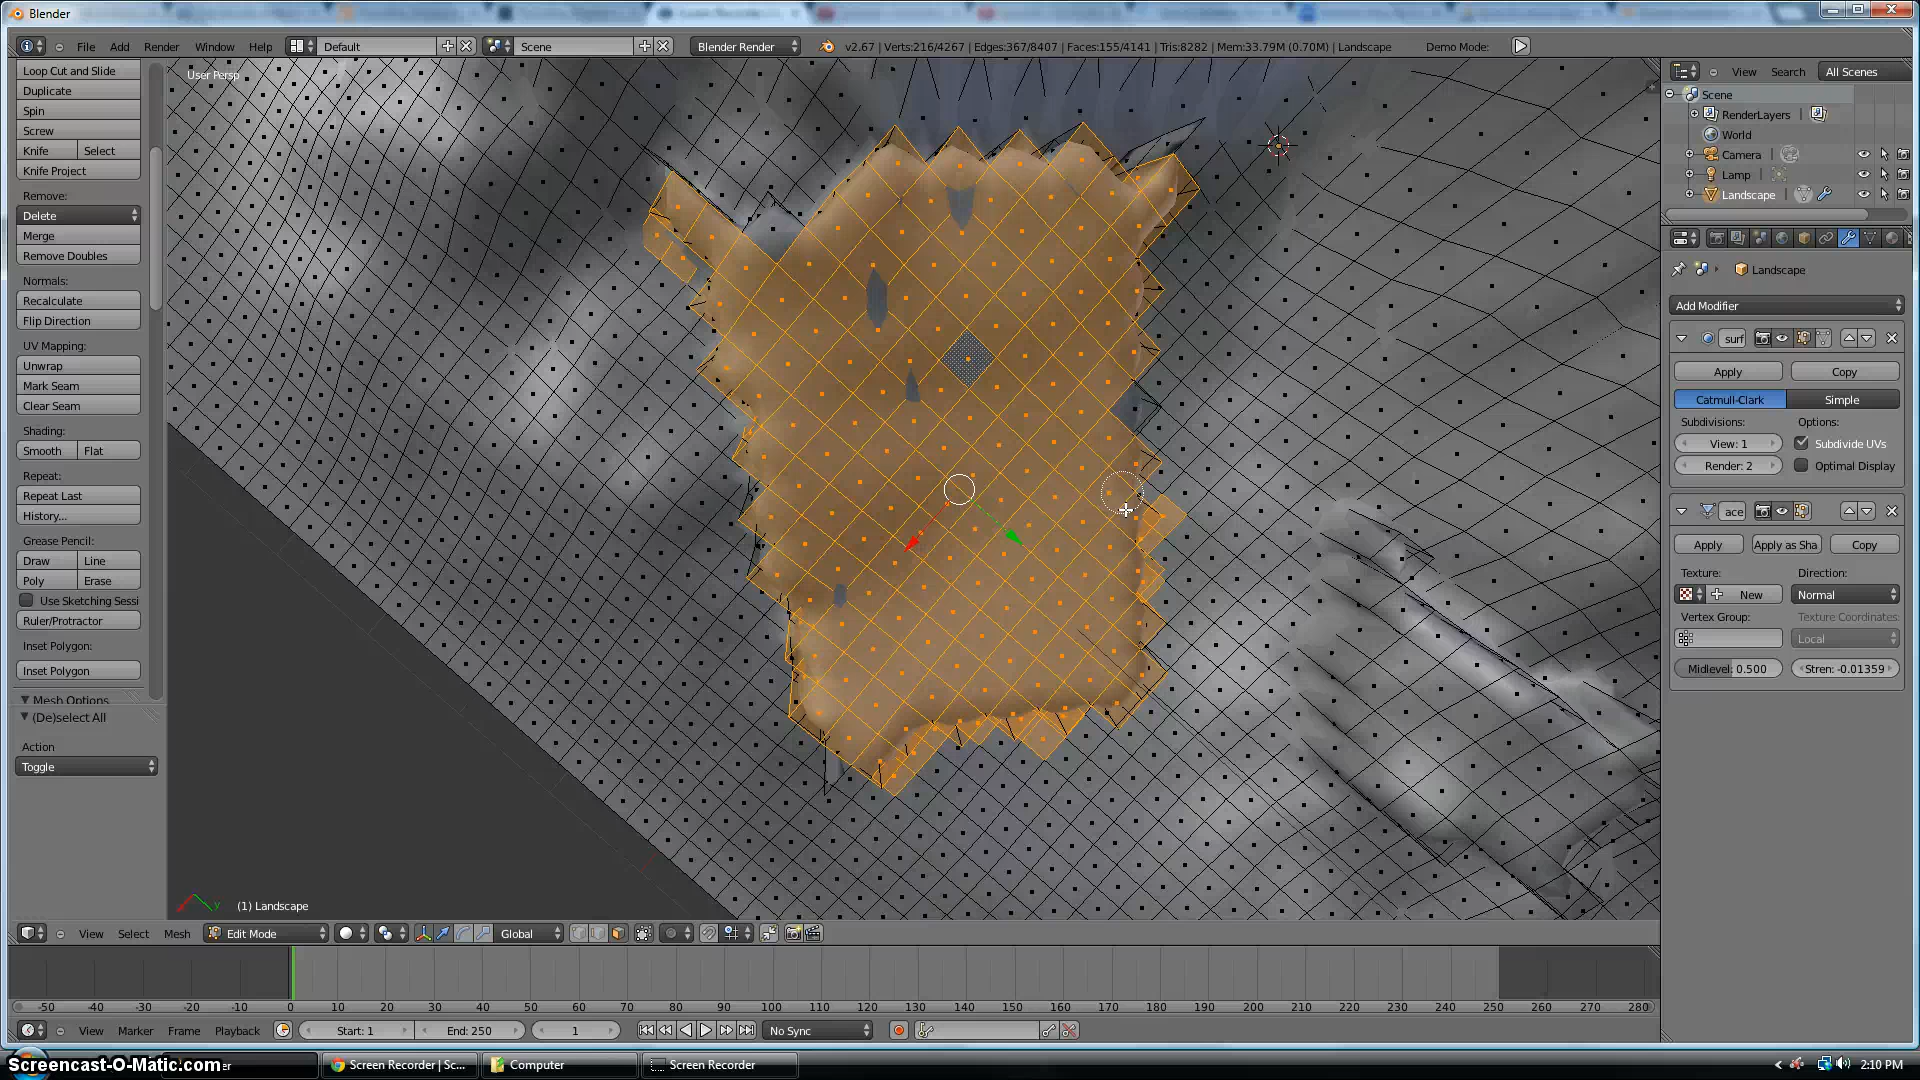 Blender
File Add Render Window Help Default Scene Blender Render v2.67 | Verts:216/4267 | Edges:367/8407 | Faces:155/4141 | Tris:8282 | Mem:33.79M (0.70M) | Landscape Demo Mode:
Loop Cut and Slide
Duplicate
Spin
Screw
Knife Select
Knife Project
Remove:
Delete
Merge
Remove Doubles
Normals:
Recalculate
Flip Direction
UV Mapping:
Unwrap
Mark Seam
Clear Seam
Shading:
Smooth Flat
Repeat:
Repeat Last
History...
Grease Pencil:
Draw Line
Poly Erase
Use Sketching Sessi
Ruler/Protractor
Inset Polygon:
Inset Polygon
Mesh Options
(De)select All
Action
Toggle
User Persp
(1) Landscape
View Search All Scenes
Scene
RenderLayers
World
Camera
Lamp
Landscape
Landscape
Add Modifier
surf
Apply Copy
Catmull-Clark Simple
Subdivisions: Options:
View: 1 Subdivide UVs
Render: 2 Optimal Display
ace
Apply Apply as Sha Copy
Texture: Direction:
New Normal
Vertex Group: Texture Coordinates:
Local
Midlevel: 0.500 Stren: -0.01359
View Select Mesh Edit Mode Global
-50 -40 -30 -20 -10 0 10 20 30 40 50 60 70 80 90 100 110 120 130 140 150 160 170 180 190 200 210 220 230 240 250 260 270 280
View Marker Frame Playback Start: 1 End: 250 1 No Sync
Screencast-O-Matic.com er Screen Recorder | Sc... Computer Screen Recorder 2:10 PM